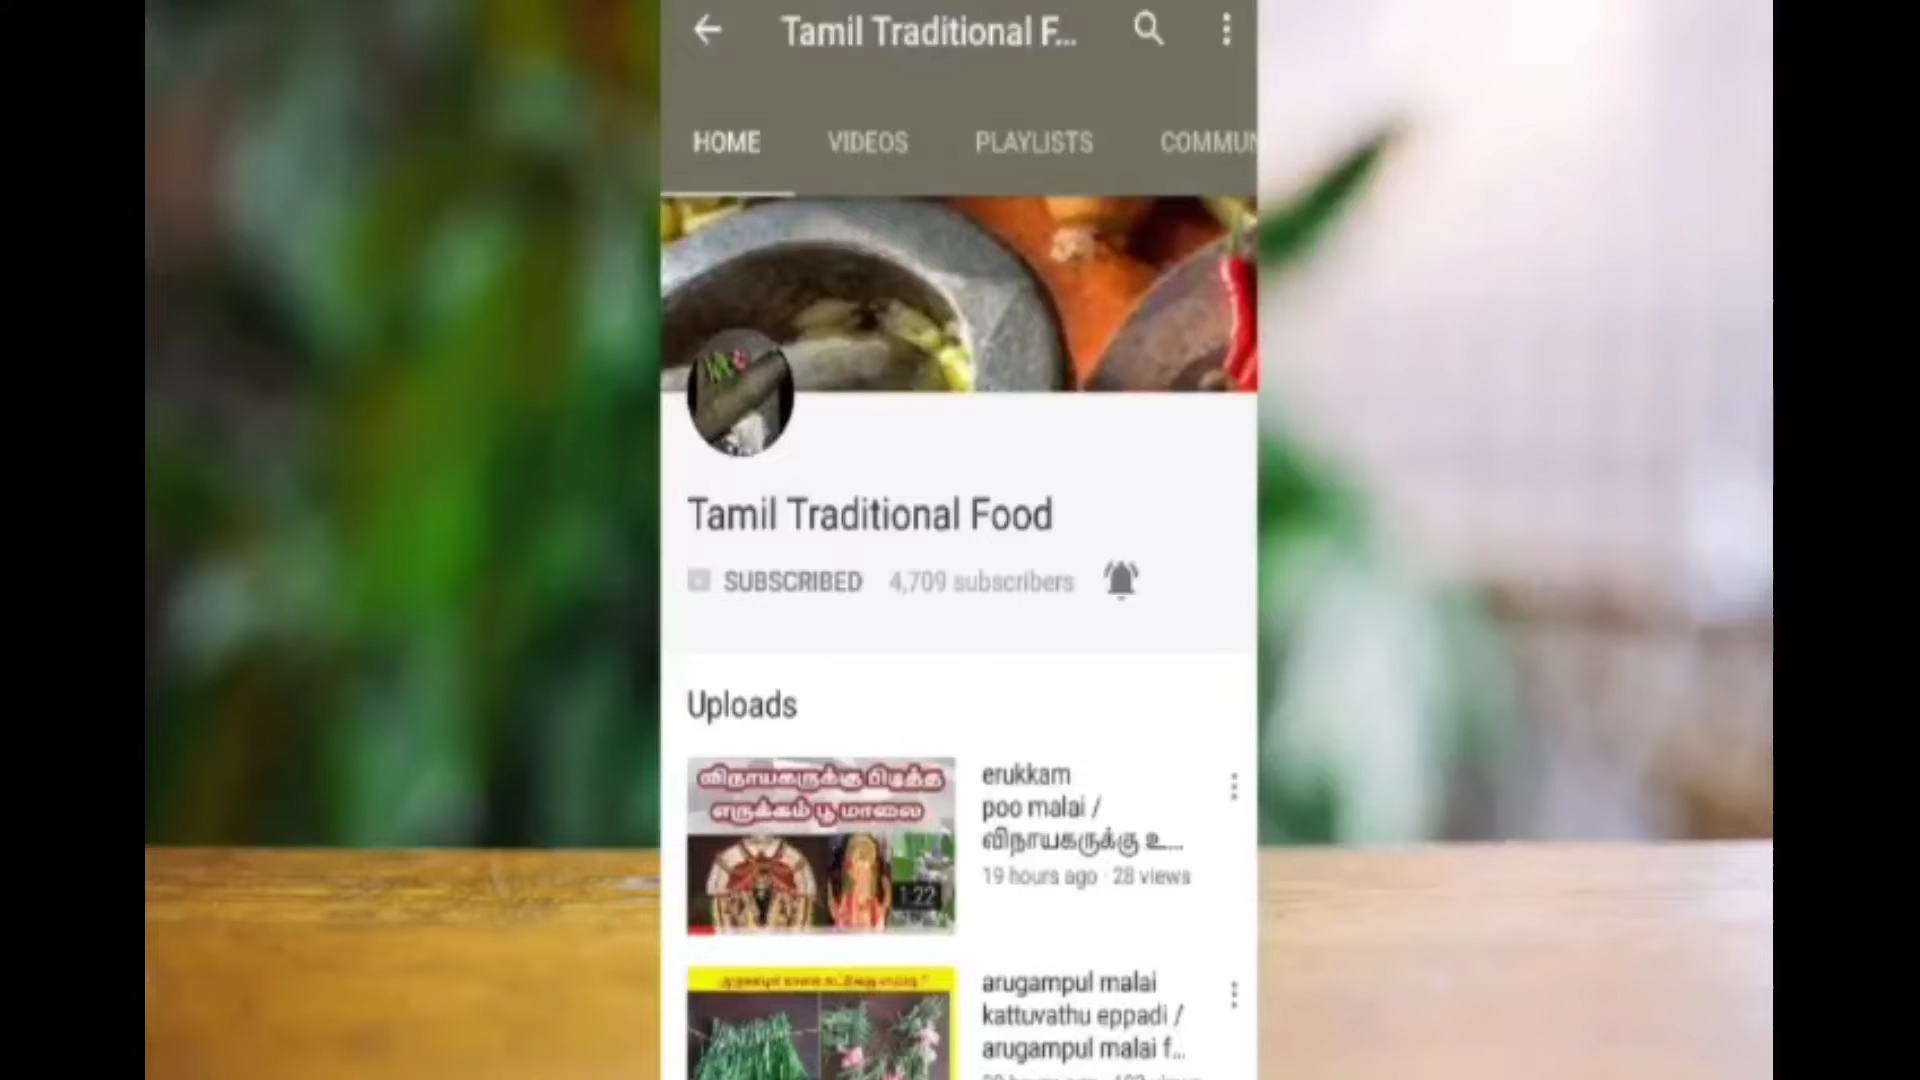 Tamil Traditional F...
HOME VIDEOS PLAYLISTS COMMUN
Tamil Traditional Food
SUBSCRIBED 4,709 subscribers
Uploads
விநாயகருக்கு பிடித்த
எருக்கம் பூ மாலை
1:22
erukkam
poo malai /
விநாயகருக்கு உ...
19 hours ago · 28 views
arugampul malai
kattuvathu eppadi /
arugampul malai f...